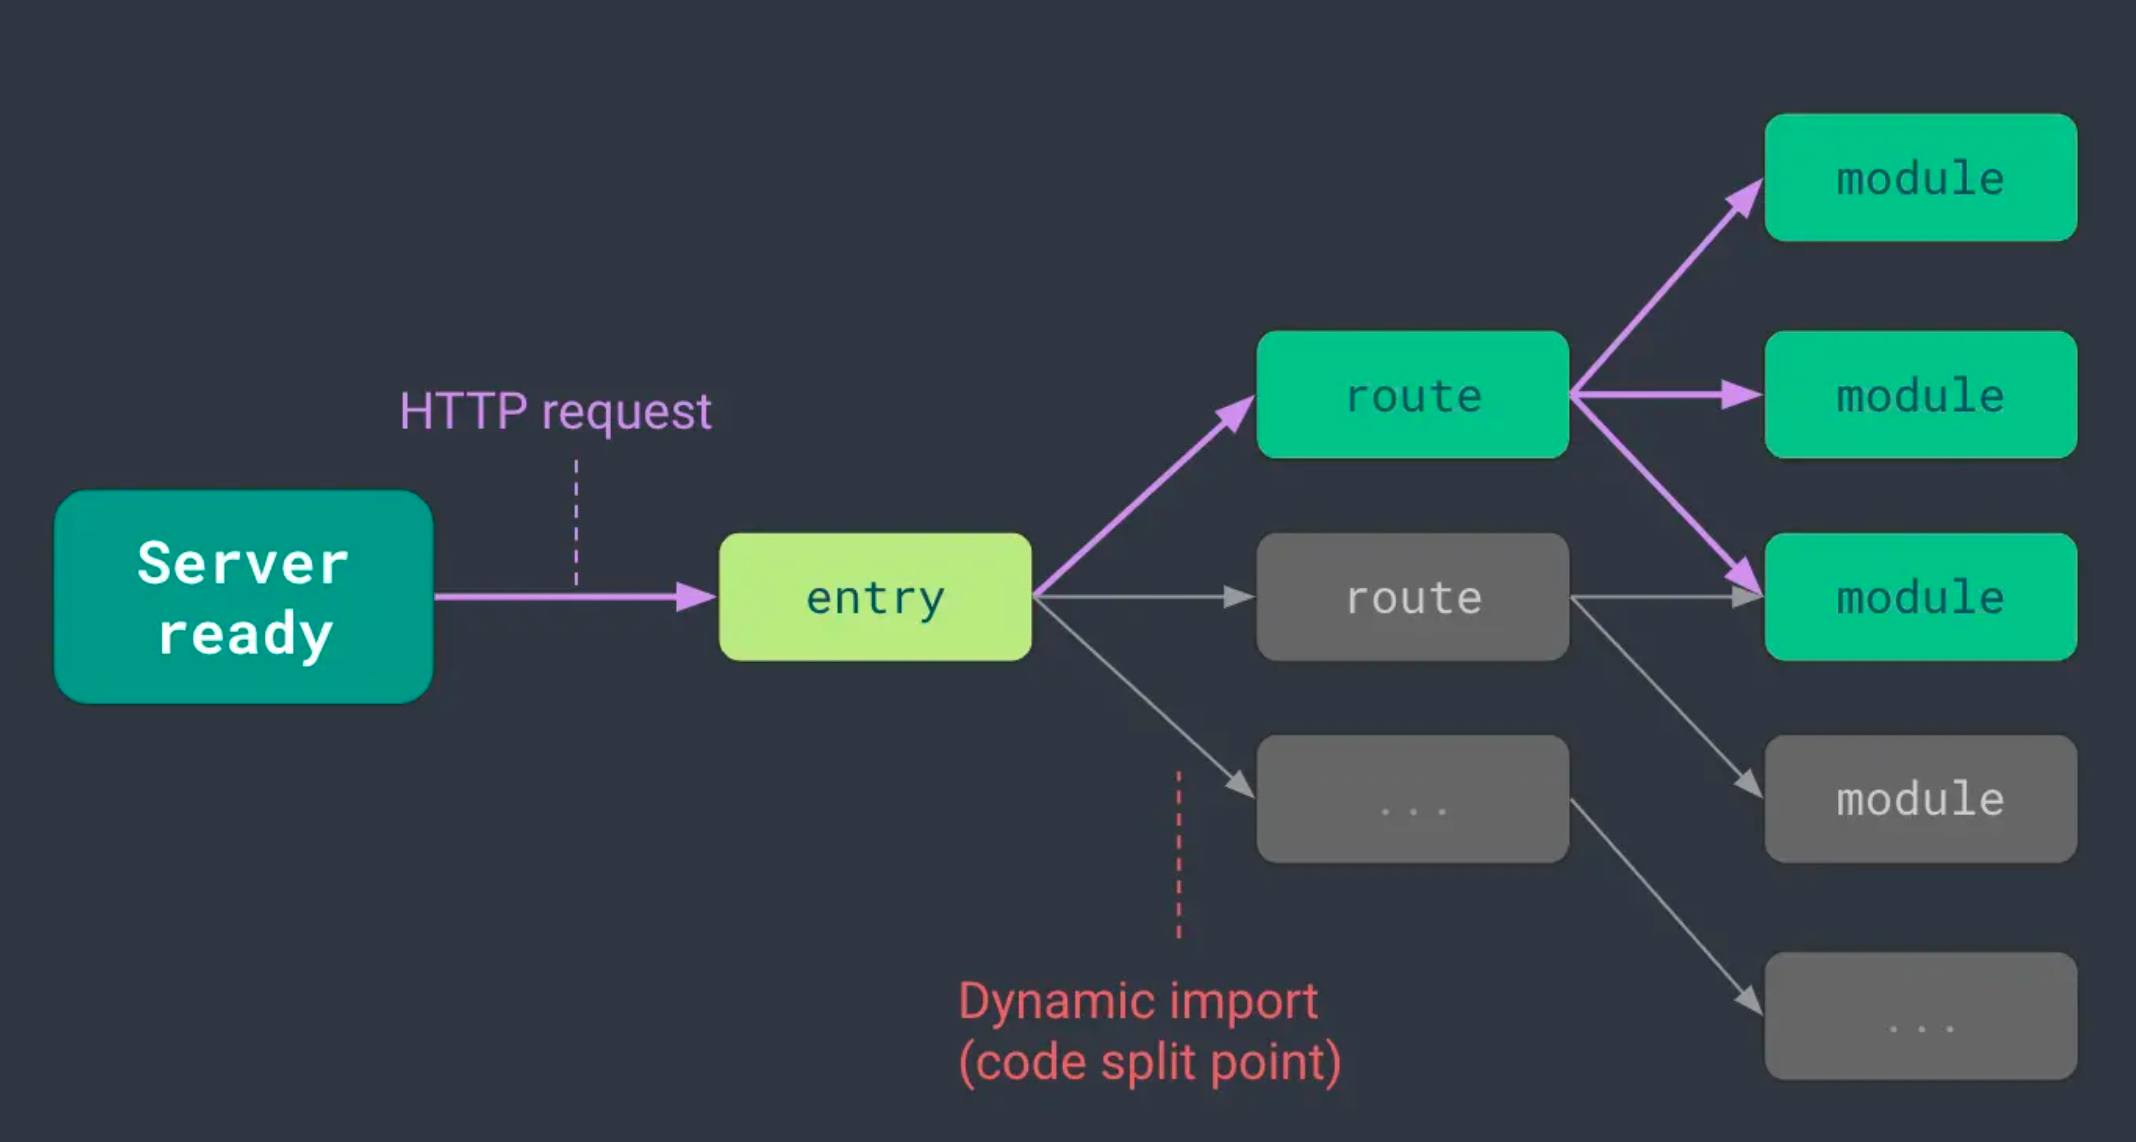 HTTP request
Server
ready
entry
route
route
...
module
module
module
module
...
Dynamic import
(code split point)